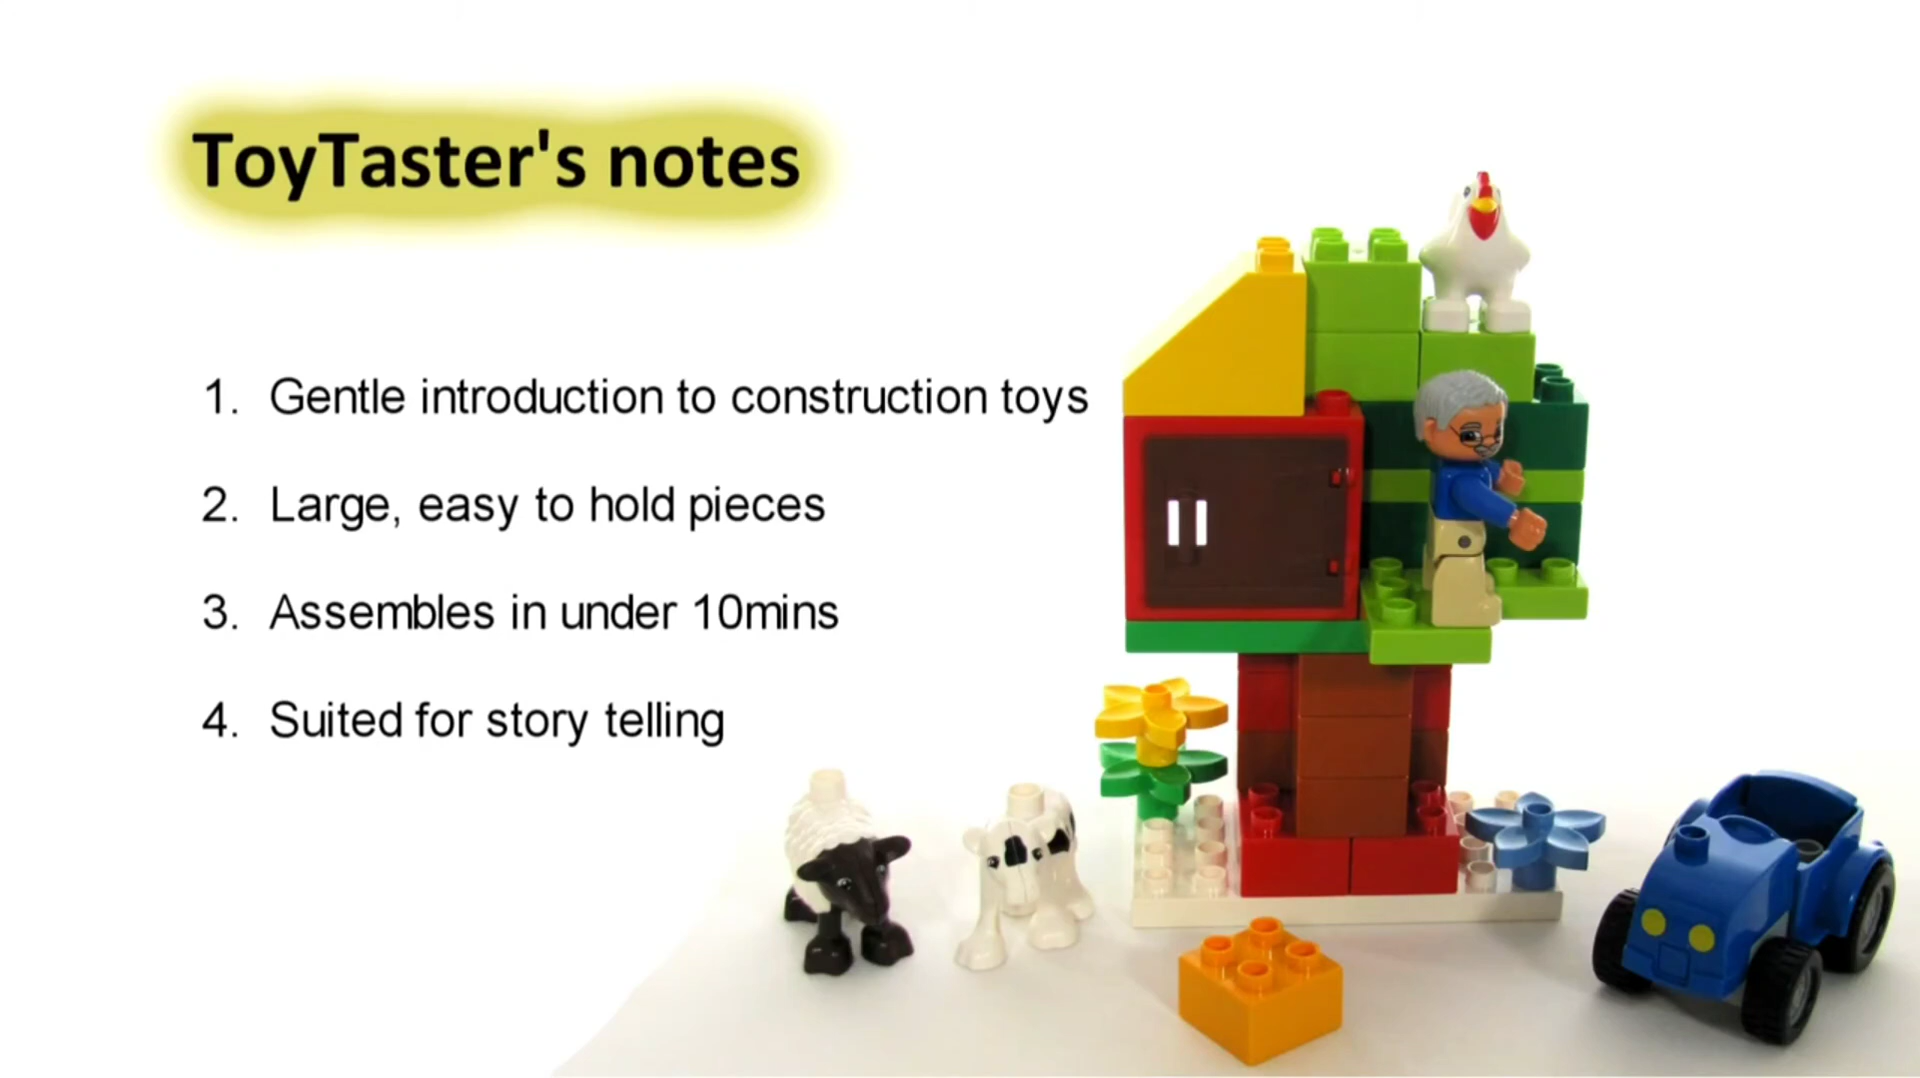 ToyTaster's notes
1. Gentle introduction to construction toys
2. Large, easy to hold pieces
3. Assembles in under 10mins
4. Suited for story telling